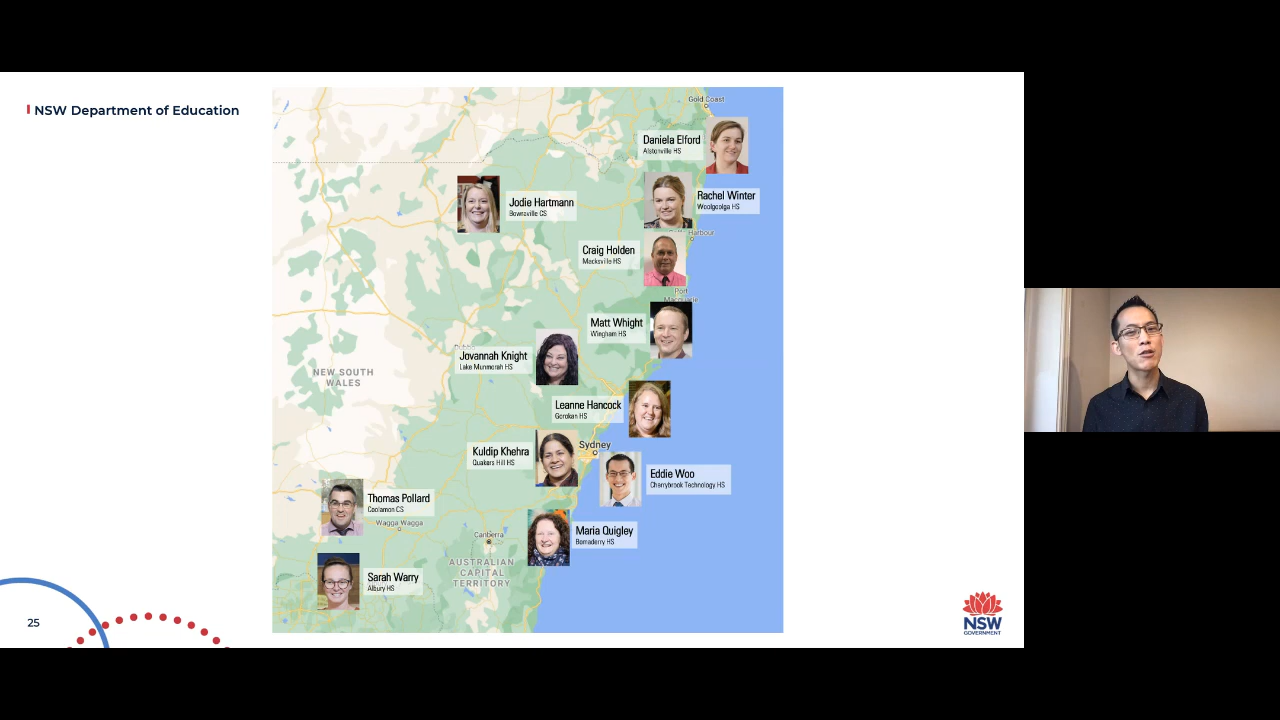 NSW Department of Education
Gold Coast
Daniela Elford
Alstonville HS
Jodie Hartmann
Bowraville CS
Rachel Winter
Woolgoolga HS
Harbour
Craig Holden
Macksville HS
Port
Macquarie
Matt Whight
Wingham HS
Jovannah Knight
Lake Munmorah HS
NEW SOUTH
WALES
Leanne Hancock
Gorokan HS
Sydney
Kuldip Khehra
Quakers Hill HS
Eddie Woo
Cherrybrook Technology HS
Thomas Pollard
Coolamon CS
Wagga Wagga
Canberra
Maria Quigley
Bomaderry HS
AUSTRALIAN
CAPITAL
TERRITORY
Sarah Warry
Albury HS
25
NSW
GOVERNMENT